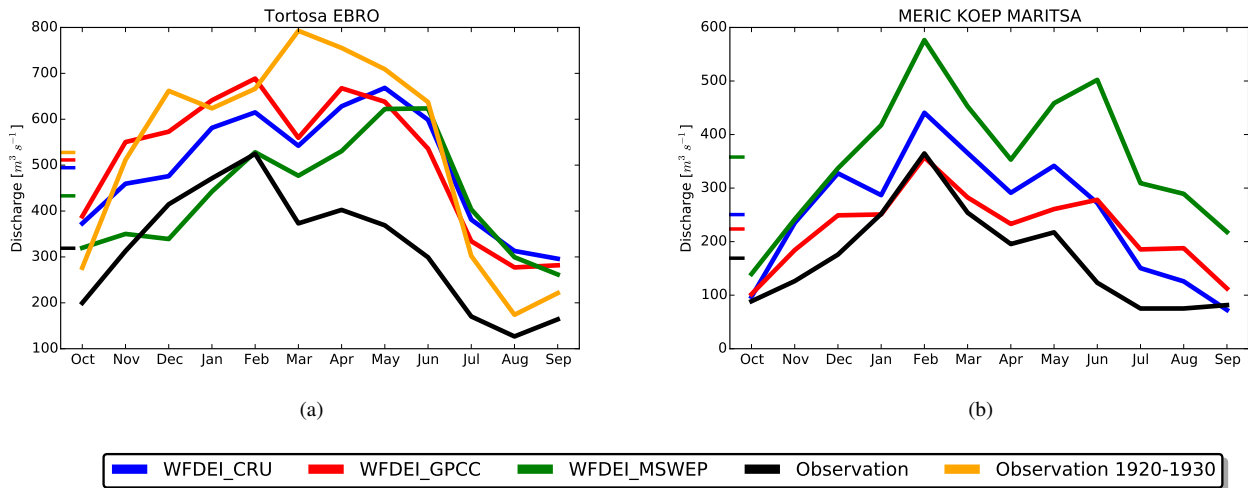 Tortosa EBRO
MERIC KOEP MARITSA
800
700
600
500
400
300
200
100
Discharge [m³ s⁻¹]
Oct Nov Dec Jan Feb Mar Apr May Jun Jul Aug Sep
600
500
400
300
200
100
0
Discharge [m³ s⁻¹]
Oct Nov Dec Jan Feb Mar Apr May Jun Jul Aug Sep
(a)
(b)
WFDEI_CRU WFDEI_GPCC WFDEI_MSWEP Observation Observation 1920-1930